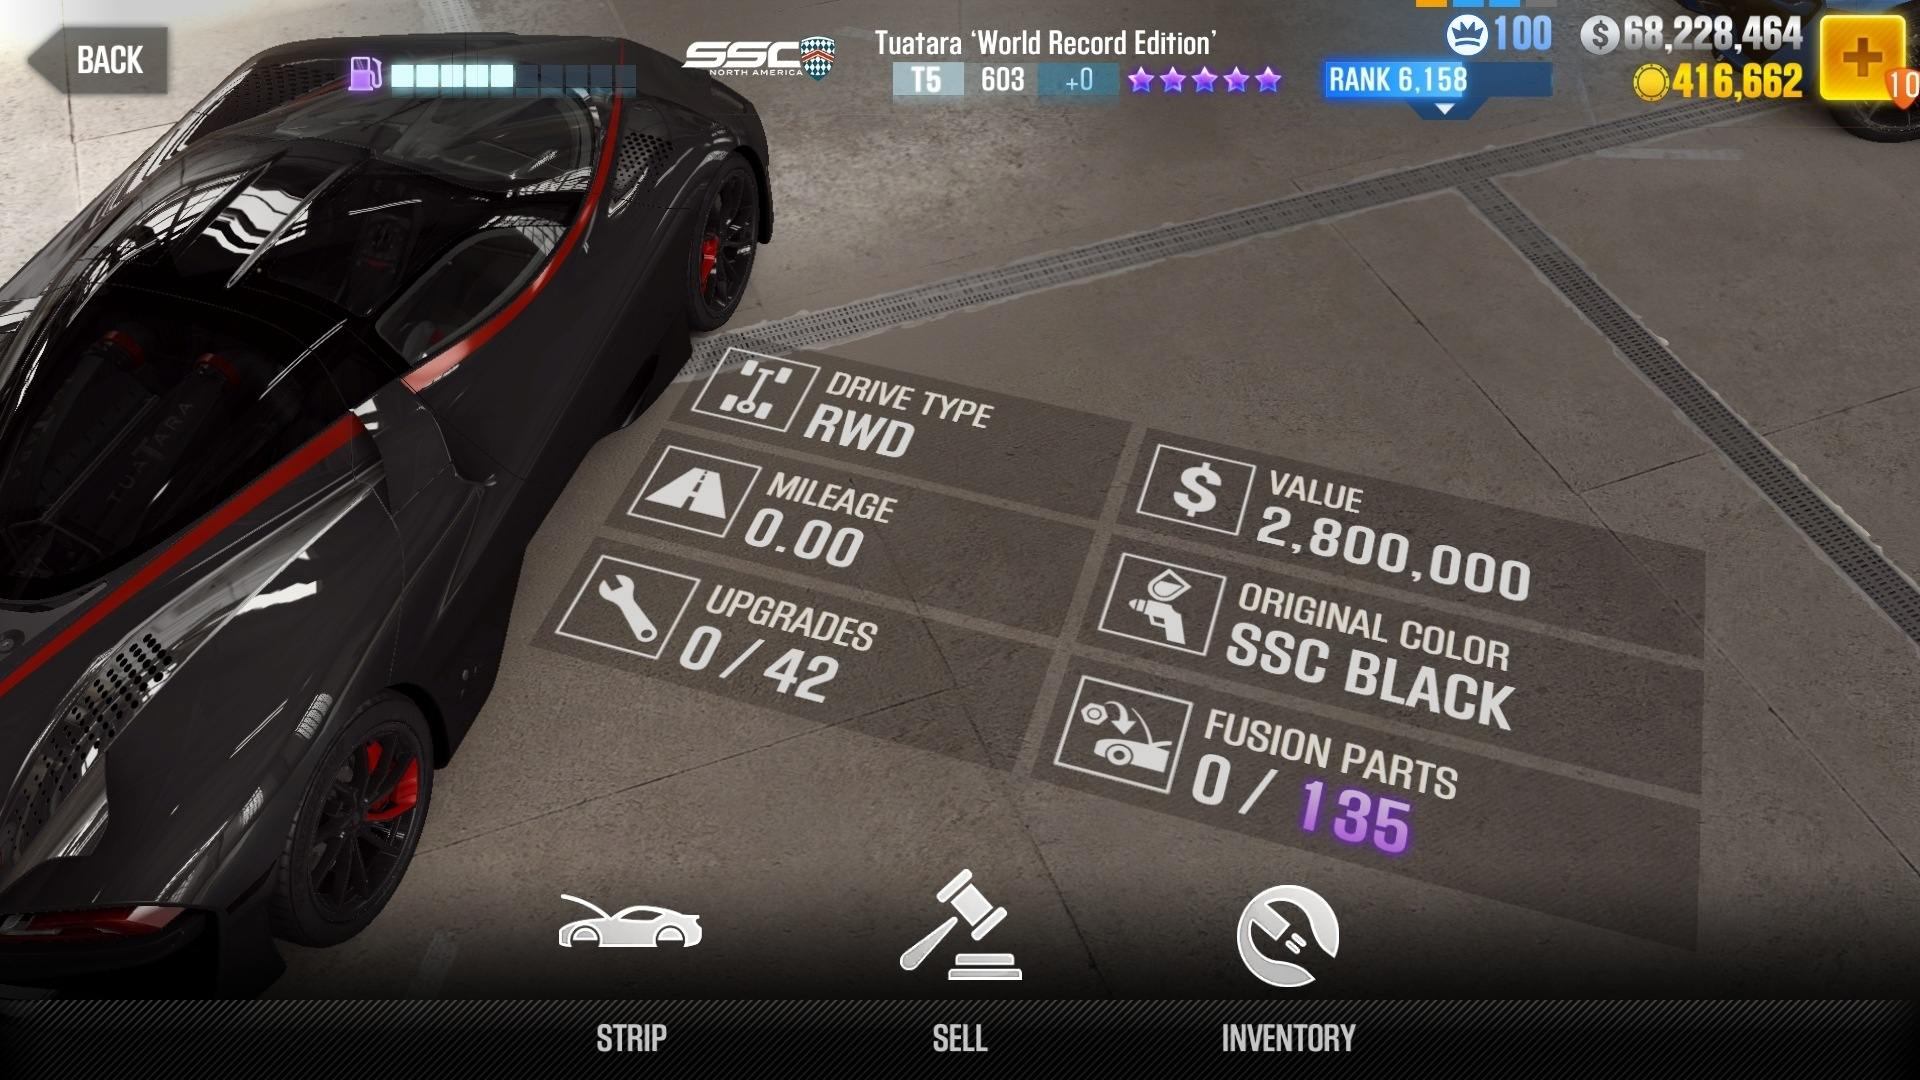 BACK
SSC
NORTH AMERICA
Tuatara ‘World Record Edition’
T5 603 +0
RANK 6,158
100
$ 68,228,464
416,662
10
TUATARA
DRIVE TYPE
RWD
MILEAGE
0.00
UPGRADES
0/42
$ VALUE
2,800,000
ORIGINAL COLOR
SSC BLACK
FUSION PARTS
0/ 135
STRIP
SELL
INVENTORY